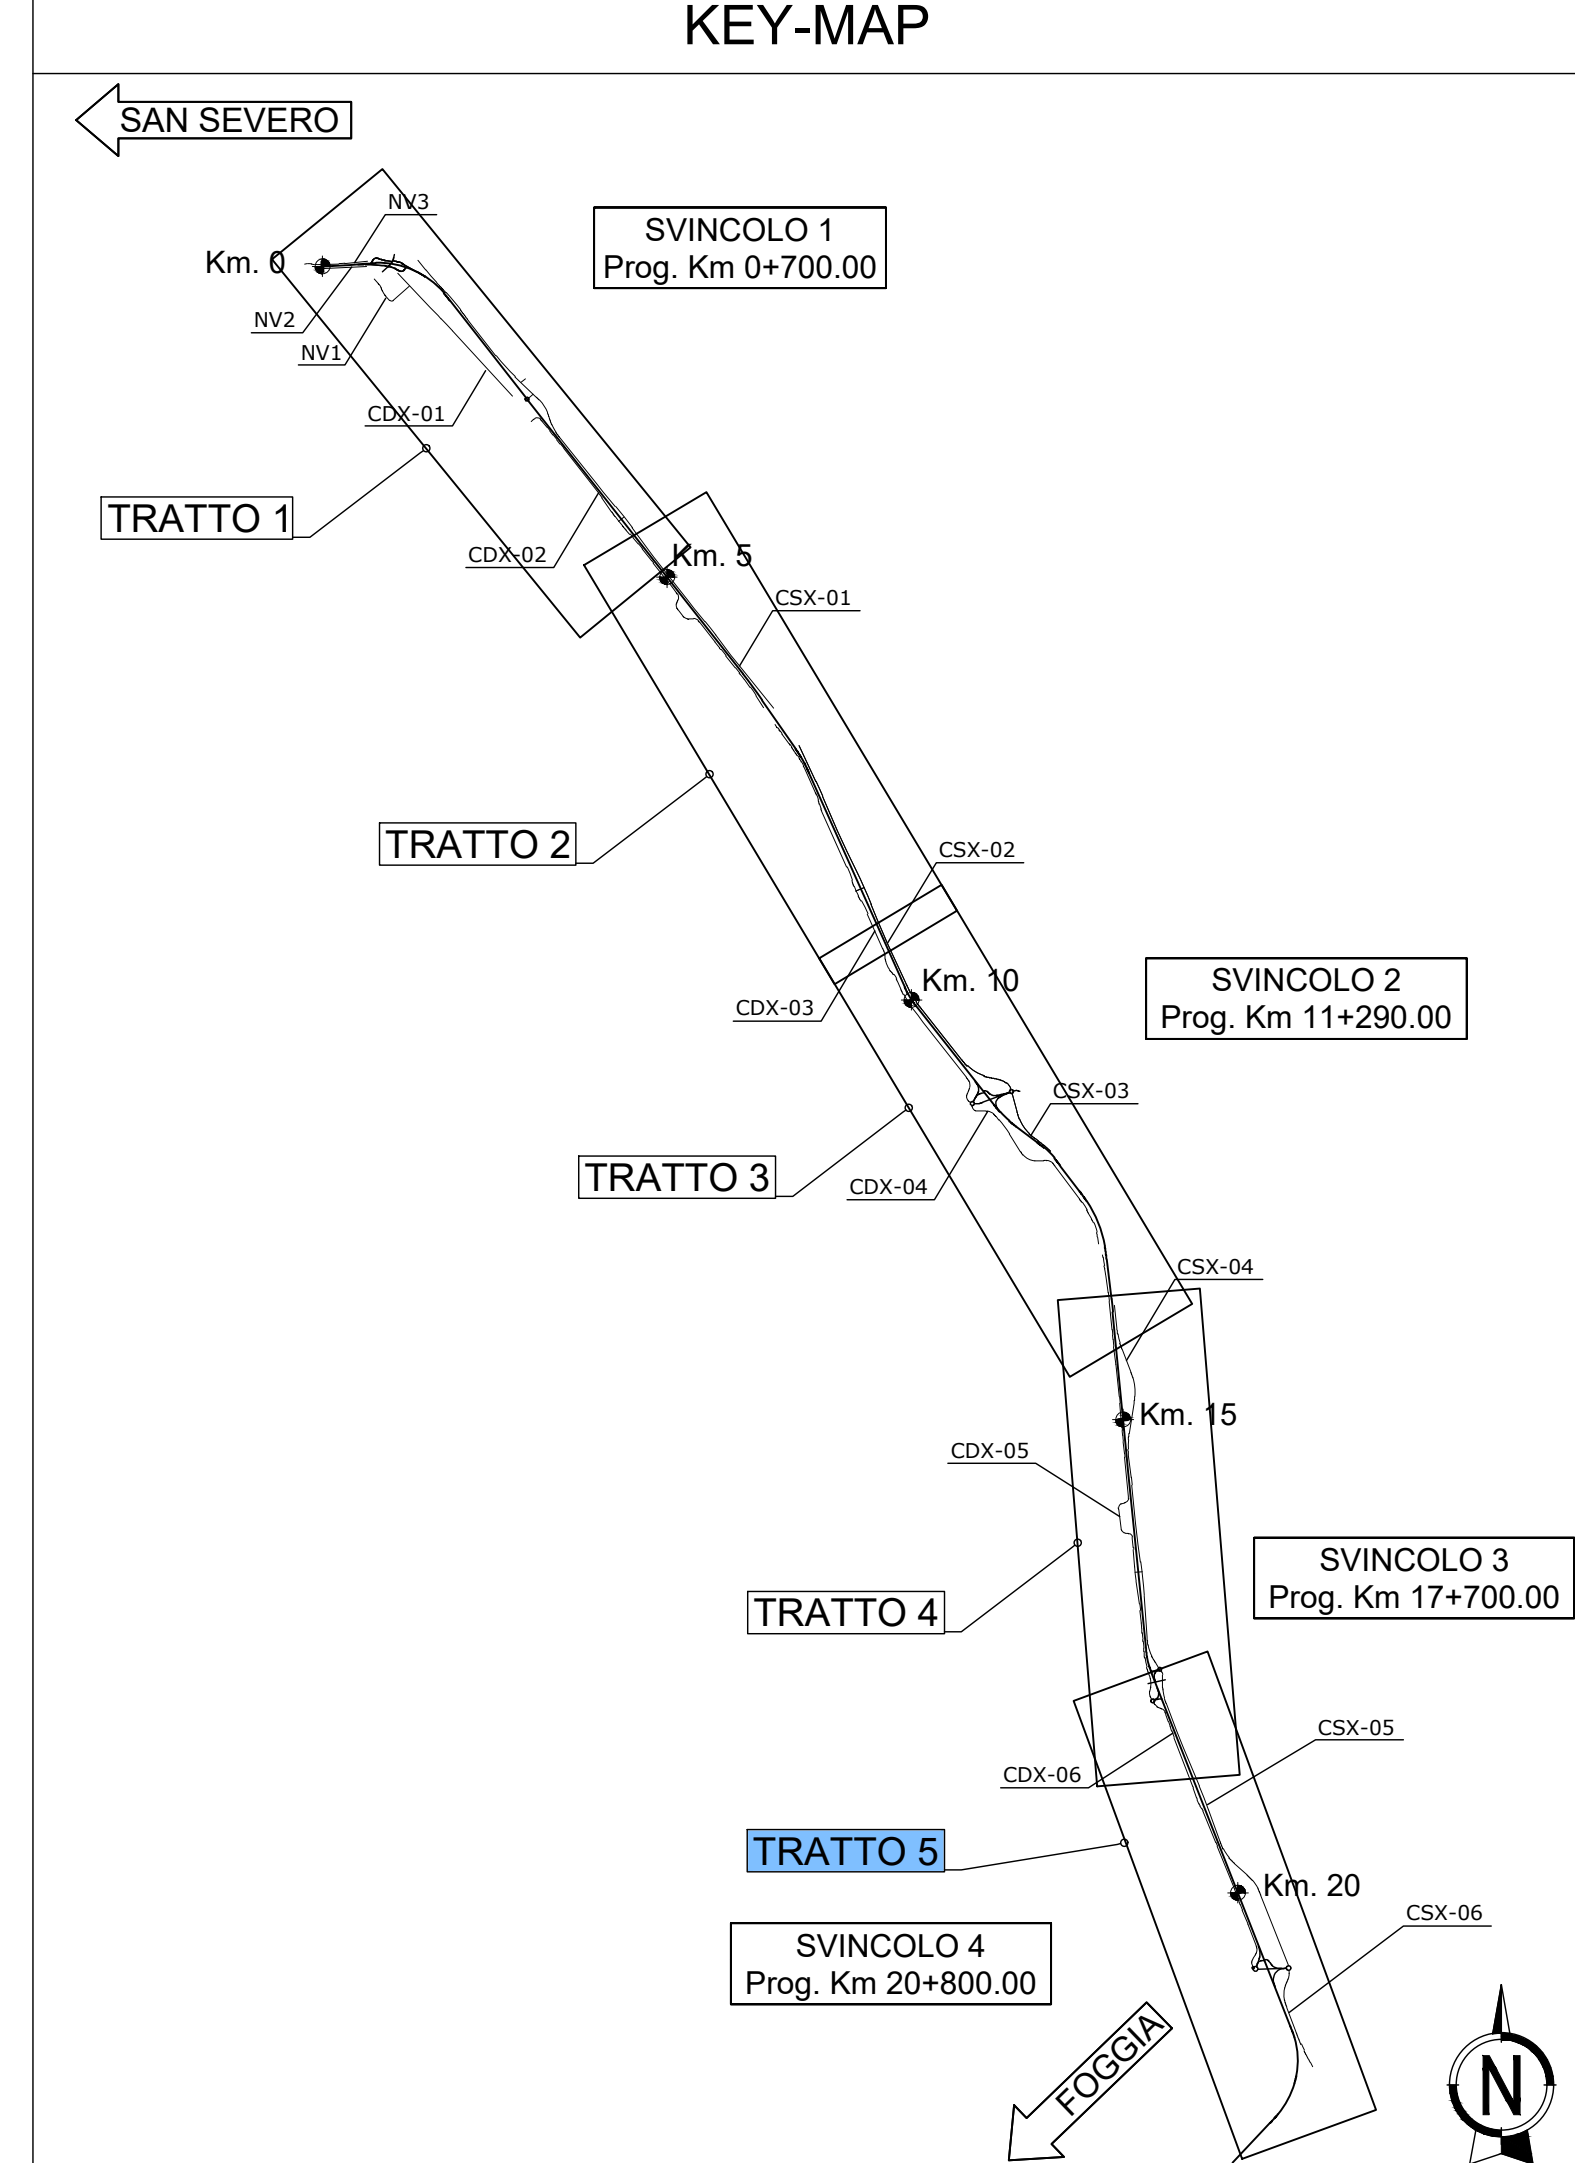 KEY-MAP
SAN SEVERO
NV3
SVINCOLO 1
Prog. Km 0+700.00
Km. 0
NV2
NV1
CDX-01
TRATTO 1
CDX-02
Km. 5
CSX-01
TRATTO 2
CSX-02
SVINCOLO 2
Prog. Km 11+290.00
Km. 10
CDX-03
CSX-03
TRATTO 3
CDX-04
CSX-04
Km. 15
CDX-05
SVINCOLO 3
Prog. Km 17+700.00
TRATTO 4
CSX-05
CDX-06
TRATTO 5
Km. 20
CSX-06
SVINCOLO 4
Prog. Km 20+800.00
FOGGIA
N